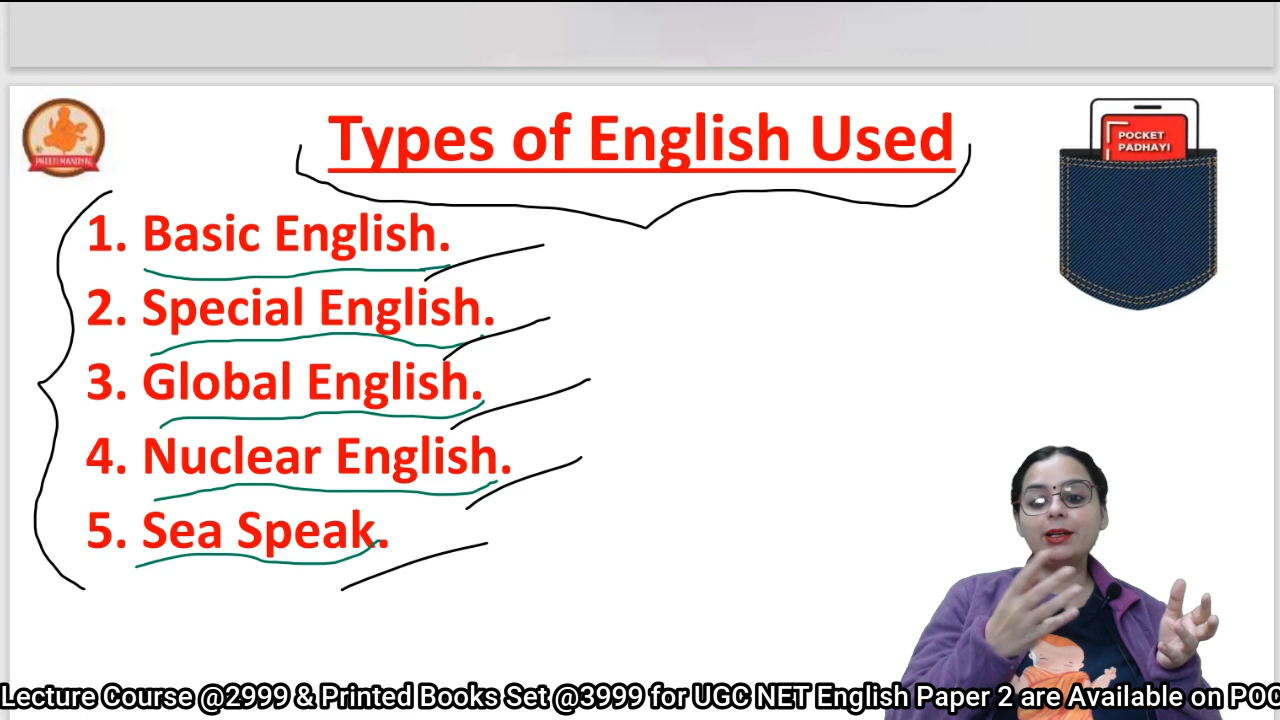 Types of English Used
POCKET
PADHAYI
1. Basic English.
2. Special English.
3. Global English.
4. Nuclear English.
5. Sea Speak.
Lecture Course @2999 & Printed Books Set @3999 for UGC NET English Paper 2 are Available on POC